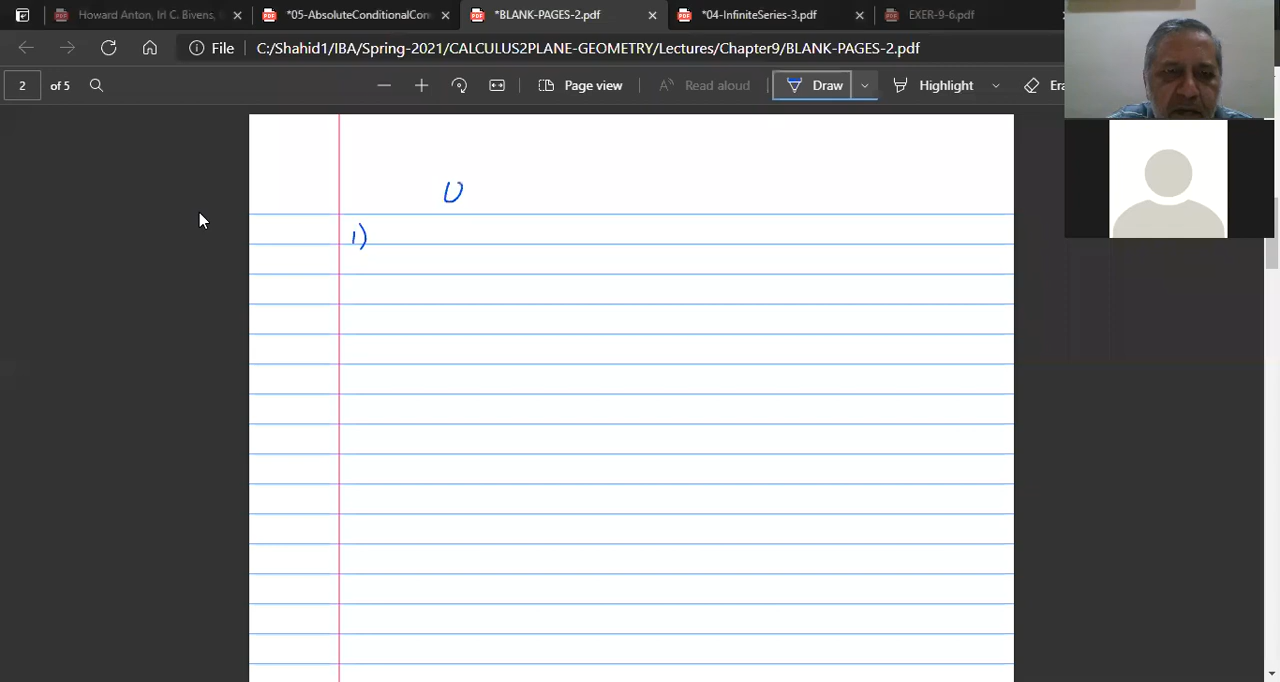 Howard Anton, Irl C. Bivens, *05-AbsoluteConditionalCon *BLANK-PAGES-2.pdf *04-InfiniteSeries-3.pdf EXER-9-6.pdf
File C:/Shahid1/IBA/Spring-2021/CALCULUS2PLANE-GEOMETRY/Lectures/Chapter9/BLANK-PAGES-2.pdf
2 of 5 Page view Read aloud Draw Highlight Era
U
1)